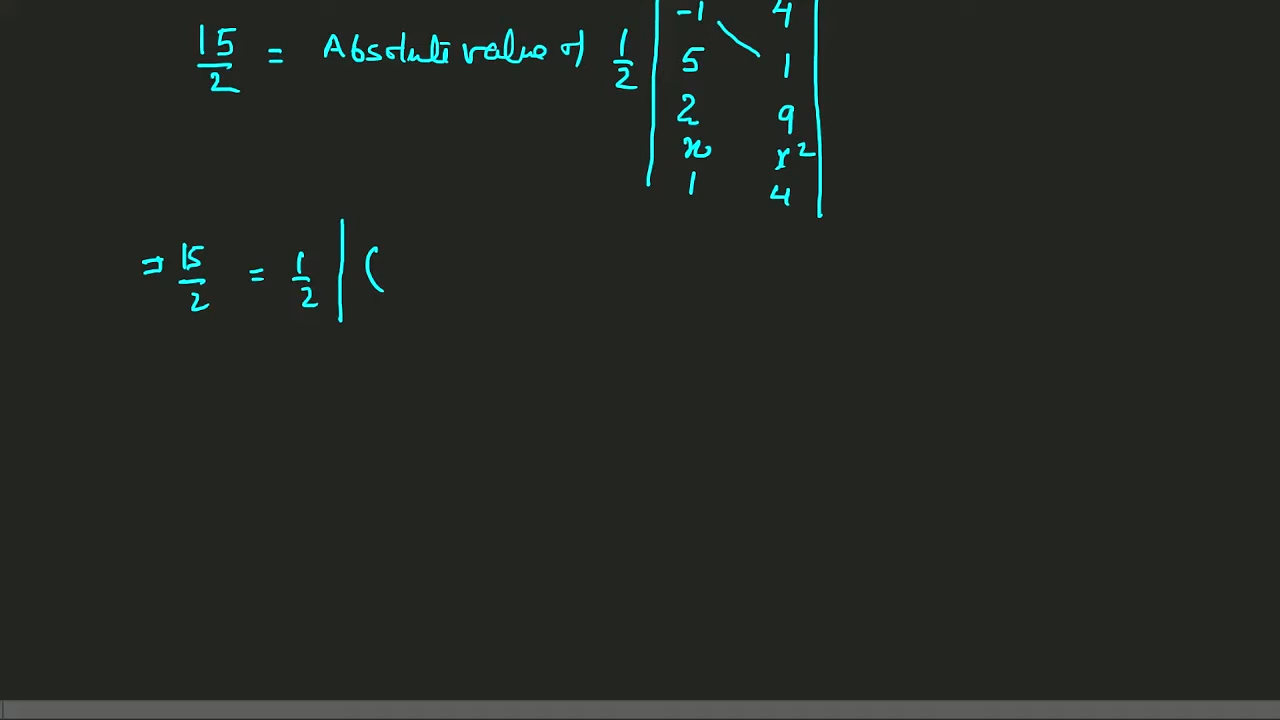 -1 4
15/2 = Absolute value of 1/2 | 5 1 |
2 9
x x²
1 4
⇒ 15/2 = 1/2 | (